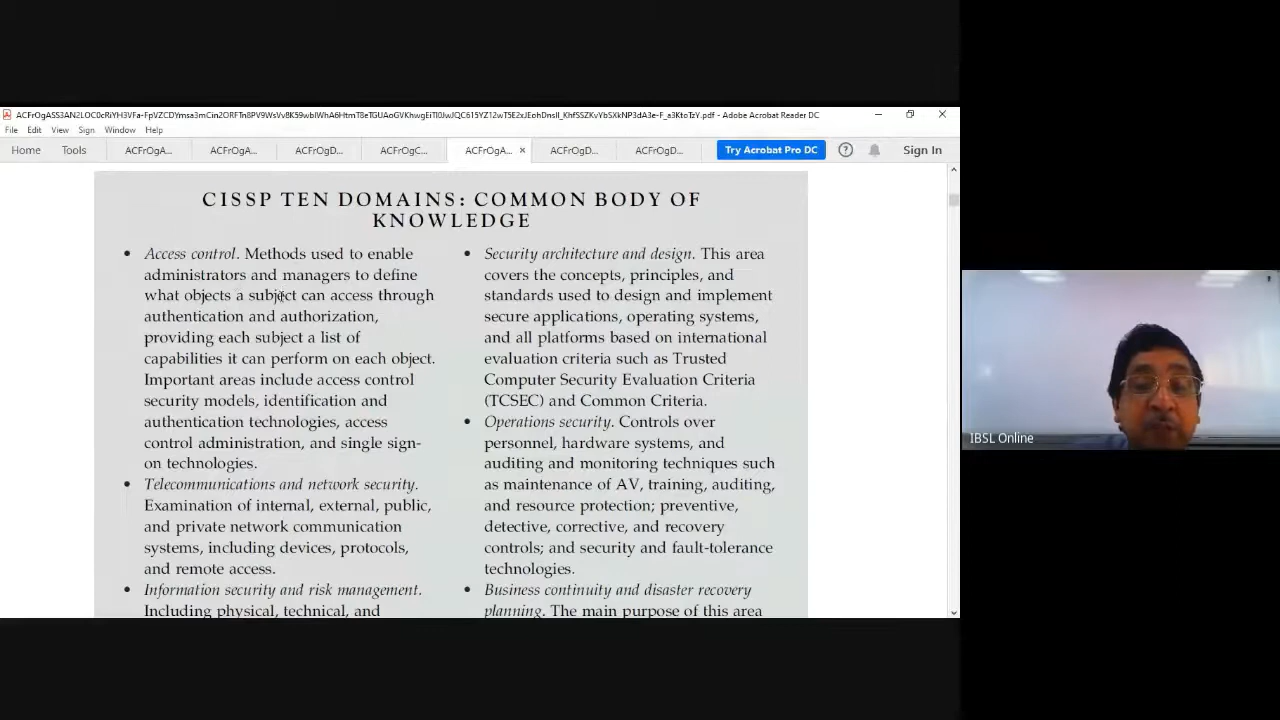 File Edit View Sign Window Help
Home Tools ACFrOgA... ACFrOgA... ACFrOgD... ACFrOgC... ACFrOgA... × ACFrOgD... ACFrOgD... Try Acrobat Pro DC Sign In
CISSP TEN DOMAINS: COMMON BODY OF
KNOWLEDGE
• Access control. Methods used to enable
administrators and managers to define
what objects a subject can access through
authentication and authorization,
providing each subject a list of
capabilities it can perform on each object.
Important areas include access control
security models, identification and
authentication technologies, access
control administration, and single sign-
on technologies.
• Telecommunications and network security.
Examination of internal, external, public,
and private network communication
systems, including devices, protocols,
and remote access.
• Information security and risk management.
Including physical, technical, and
• Security architecture and design. This area
covers the concepts, principles, and
standards used to design and implement
secure applications, operating systems,
and all platforms based on international
evaluation criteria such as Trusted
Computer Security Evaluation Criteria
(TCSEC) and Common Criteria.
• Operations security. Controls over
personnel, hardware systems, and
auditing and monitoring techniques such
as maintenance of AV, training, auditing,
and resource protection; preventive,
detective, corrective, and recovery
controls; and security and fault-tolerance
technologies.
• Business continuity and disaster recovery
planning. The main purpose of this area
IBSL Online